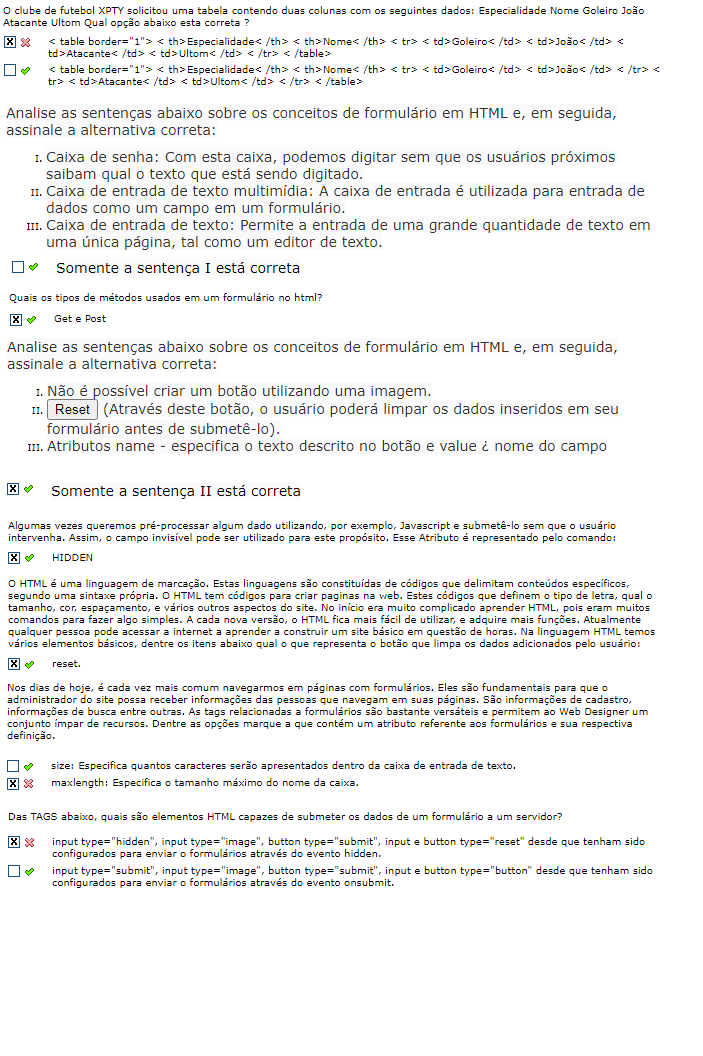 O clube de futebol XPTY solicitou uma tabela contendo duas colunas com os seguintes dados: Especialidade Nome Goleiro João
Atacante Ultom Qual opção abaixo esta correta ?
< table border="1"> < th>Especialidade< /th> < th>Nome< /th> < tr> < td>Goleiro< /td> < td>João< /td> <
td>Atacante< /td> < td>Ultom< /td> < /tr> < /table>
< table border="1"> < th>Especialidade< /th> < th>Nome< /th> < tr> < td>Goleiro< /td> < td>João< /td> < /tr> <
tr> < td>Atacante< /td> < td>Ultom< /td> < /tr> < /table>
Analise as sentenças abaixo sobre os conceitos de formulário em HTML e, em seguida,
assinale a alternativa correta:
I. Caixa de senha: Com esta caixa, podemos digitar sem que os usuários próximos
saibam qual o texto que está sendo digitado.
II. Caixa de entrada de texto multimídia: A caixa de entrada é utilizada para entrada de
dados como um campo em um formulário.
III. Caixa de entrada de texto: Permite a entrada de uma grande quantidade de texto em
uma única página, tal como um editor de texto.
Somente a sentença I está correta
Quais os tipos de métodos usados em um formulário no html?
Get e Post
Analise as sentenças abaixo sobre os conceitos de formulário em HTML e, em seguida,
assinale a alternativa correta:
I. Não é possível criar um botão utilizando uma imagem.
II. Reset (Através deste botão, o usuário poderá limpar os dados inseridos em seu
formulário antes de submetê-lo).
III. Atributos name - especifica o texto descrito no botão e value ¿ nome do campo
Somente a sentença II está correta
Algumas vezes queremos pré-processar algum dado utilizando, por exemplo, Javascript e submetê-lo sem que o usuário
intervenha. Assim, o campo invisível pode ser utilizado para este propósito. Esse Atributo é representado pelo comando:
HIDDEN
O HTML é uma linguagem de marcação. Estas linguagens são constituídas de códigos que delimitam conteúdos específicos,
segundo uma sintaxe própria. O HTML tem códigos para criar paginas na web. Estes códigos que definem o tipo de letra, qual o
tamanho, cor, espaçamento, e vários outros aspectos do site. No início era muito complicado aprender HTML, pois eram muitos
comandos para fazer algo simples. A cada nova versão, o HTML fica mais fácil de utilizar, e adquire mais funções. Atualmente
qualquer pessoa pode acessar a internet a aprender a construir um site básico em questão de horas. Na linguagem HTML temos
vários elementos básicos, dentre os itens abaixo qual o que representa o botão que limpa os dados adicionados pelo usuário:
reset.
Nos dias de hoje, é cada vez mais comum navegarmos em páginas com formulários. Eles são fundamentais para que o
administrador do site possa receber informações das pessoas que navegam em suas páginas. São informações de cadastro,
informações de busca entre outras. As tags relacionadas a formulários são bastante versáteis e permitem ao Web Designer um
conjunto ímpar de recursos. Dentre as opções marque a que contém um atributo referente aos formulários e sua respectiva
definição.
size: Especifica quantos caracteres serão apresentados dentro da caixa de entrada de texto.
maxlength: Especifica o tamanho máximo do nome da caixa.
Das TAGS abaixo, quais são elementos HTML capazes de submeter os dados de um formulário a um servidor?
input type="hidden", input type="image", button type="submit", input e button type="reset" desde que tenham sido
configurados para enviar o formulários através do evento hidden.
input type="submit", input type="image", button type="submit", input e button type="button" desde que tenham sido
configurados para enviar o formulários através do evento onsubmit.